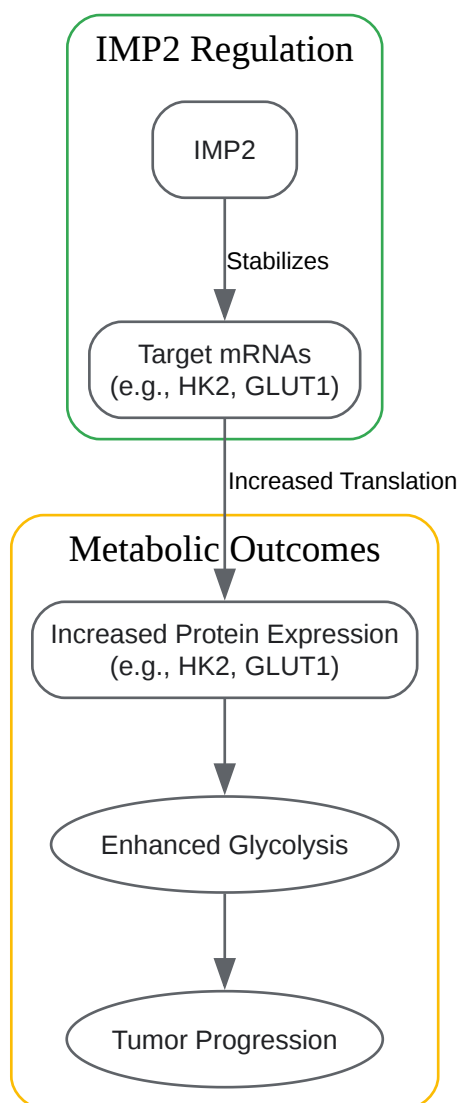 IMP2 Regulation
IMP2
Stabilizes
Target mRNAs
(e.g., HK2, GLUT1)
Increased Translation
Metabolic Outcomes
Increased Protein Expression
(e.g., HK2, GLUT1)
Enhanced Glycolysis
Tumor Progression